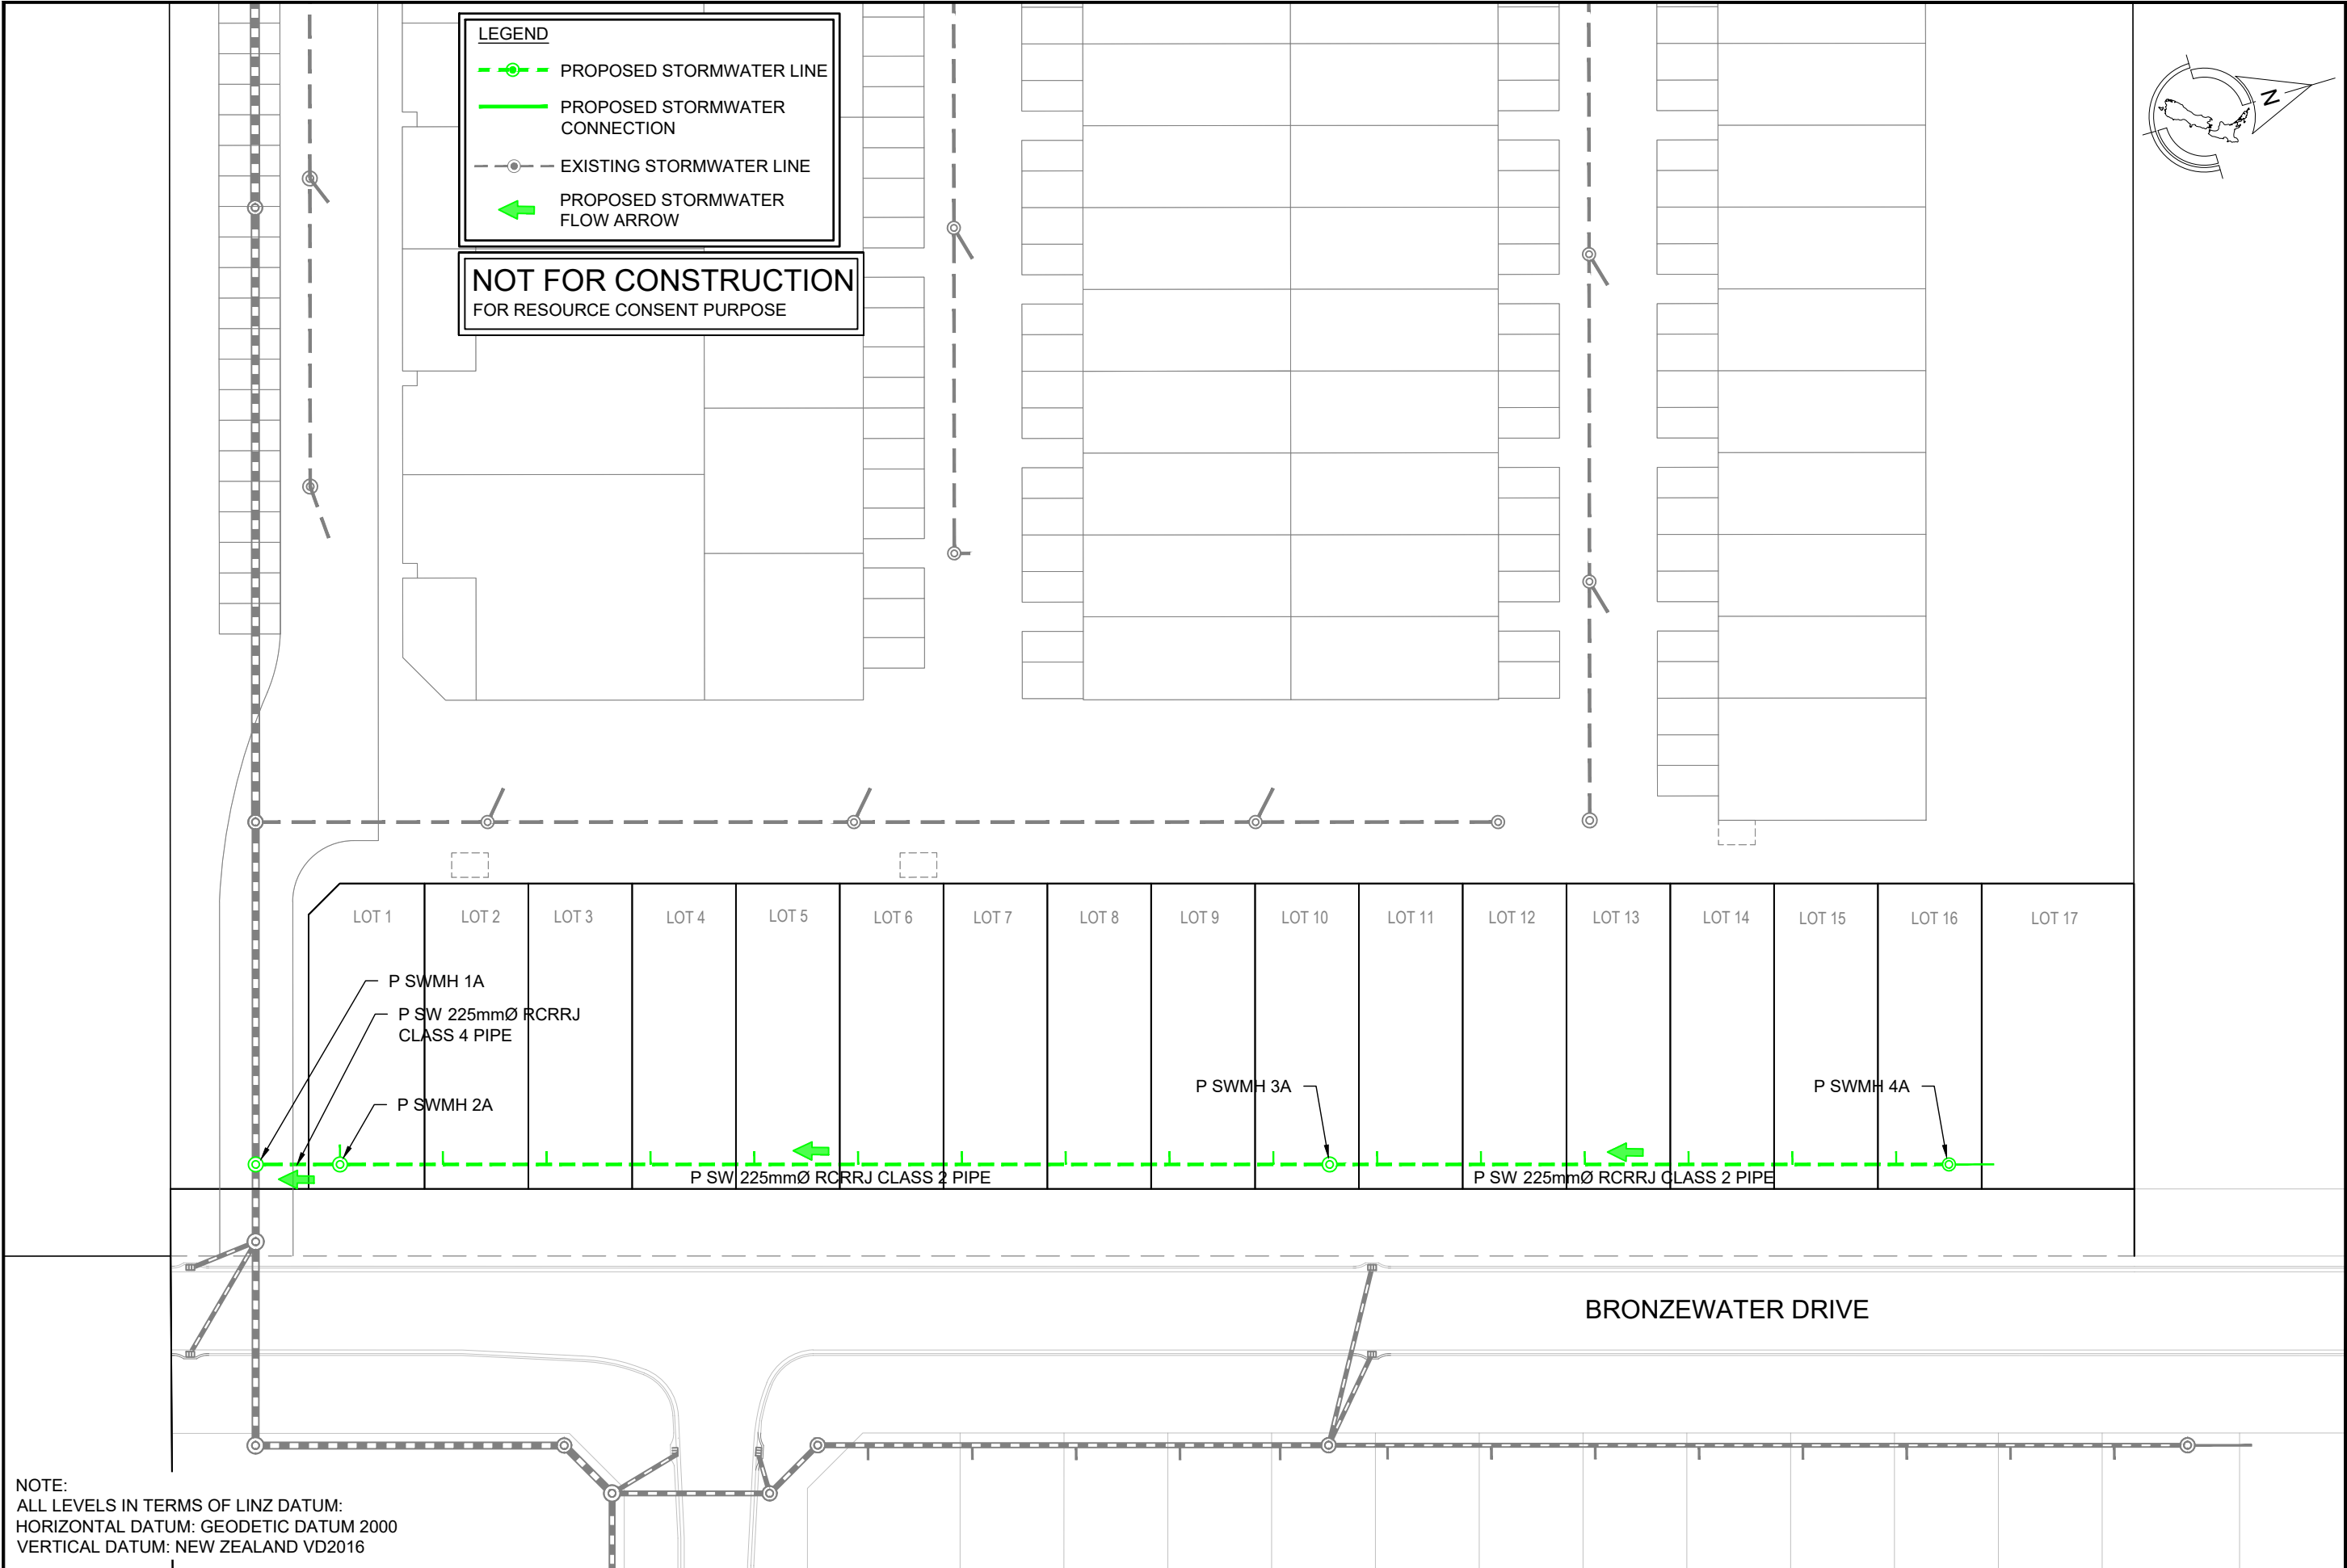 LEGEND
PROPOSED STORMWATER LINE
PROPOSED STORMWATER
CONNECTION
EXISTING STORMWATER LINE
PROPOSED STORMWATER
FLOW ARROW
NOT FOR CONSTRUCTION
FOR RESOURCE CONSENT PURPOSE
N
LOT 1
LOT 2
LOT 3
LOT 4
LOT 5
LOT 6
LOT 7
LOT 8
LOT 9
LOT 10
LOT 11
LOT 12
LOT 13
LOT 14
LOT 15
LOT 16
LOT 17
P SWMH 1A
P SW 225mmØ RCRRJ
CLASS 4 PIPE
P SWMH 2A
P SWMH 3A
P SWMH 4A
P SW 225mmØ RCRRJ CLASS 2 PIPE
P SW 225mmØ RCRRJ CLASS 2 PIPE
BRONZEWATER DRIVE
NOTE:
ALL LEVELS IN TERMS OF LINZ DATUM:
HORIZONTAL DATUM: GEODETIC DATUM 2000
VERTICAL DATUM: NEW ZEALAND VD2016